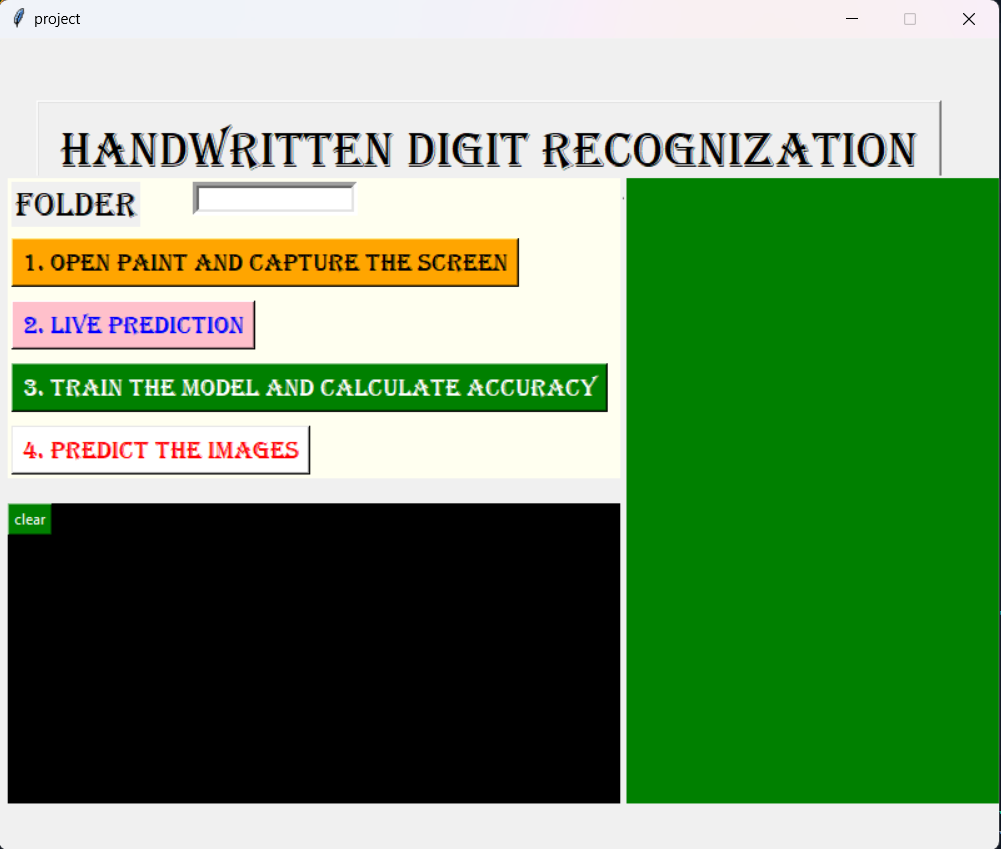 project
HANDWRITTEN DIGIT RECOGNIZATION
FOLDER
1. OPEN PAINT AND CAPTURE THE SCREEN
2. LIVE PREDICTION
3. TRAIN THE MODEL AND CALCULATE ACCURACY
4. PREDICT THE IMAGES
clear